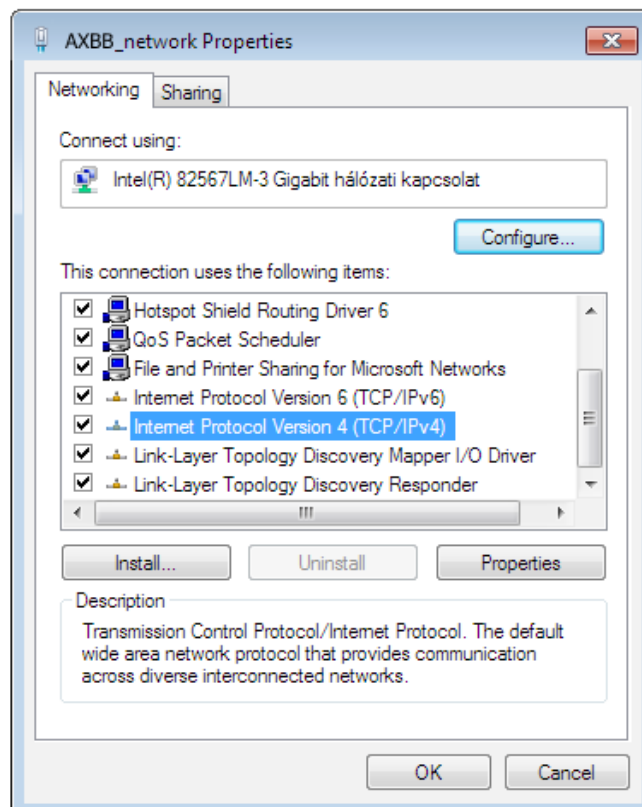 AXBB_network Properties
Networking
Sharing
Connect using:
Intel(R) 82567LM-3 Gigabit hálózati kapcsolat
Configure...
This connection uses the following items:
Hotspot Shield Routing Driver 6
QoS Packet Scheduler
File and Printer Sharing for Microsoft Networks
Internet Protocol Version 6 (TCP/IPv6)
Internet Protocol Version 4 (TCP/IPv4)
Link-Layer Topology Discovery Mapper I/O Driver
Link-Layer Topology Discovery Responder
Install...
Uninstall
Properties
Description
Transmission Control Protocol/Internet Protocol. The default
wide area network protocol that provides communication
across diverse interconnected networks.
OK
Cancel